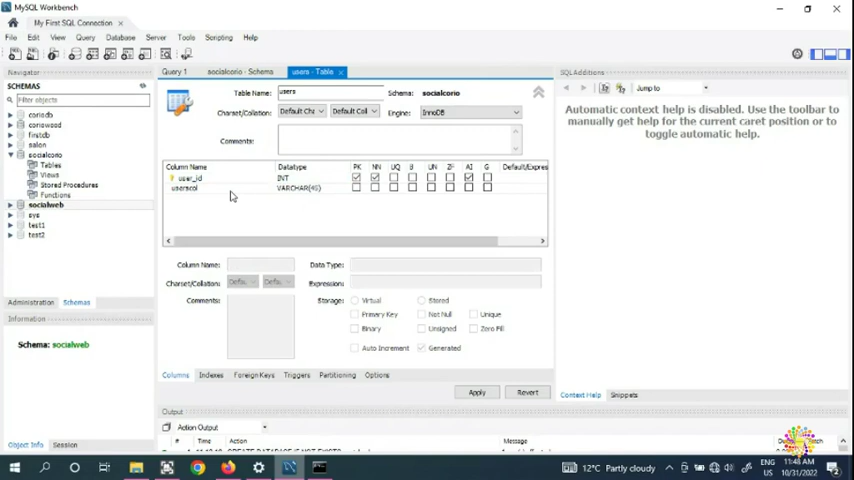 MySQL Workbench
My First SQL Connection
File Edit View Query Database Server Tools Scripting Help
Navigator
SCHEMAS
Filter objects
coriodb
coriowood
firstdb
salon
socialcorio
Tables
Views
Stored Procedures
Functions
socialweb
sys
test1
test2
Administration Schemas
Information
Schema: socialweb
Object Info Session
Query 1 socialcorio - Schema users - Table
Table Name: users Schema: socialcorio
Charset/Collation: Default Cha Default Coll Engine: InnoDB
Comments:
Column Name Datatype PK NN UQ B UN ZF AI G Default/Expres
user_id INT
userscol VARCHAR(45)
Column Name: Data Type:
Charset/Collation: Defau Defau Expression:
Comments: Storage: Virtual Stored
Primary Key Not Null Unique
Binary Unsigned Zero Fill
Auto Increment Generated
Columns Indexes Foreign Keys Triggers Partitioning Options
Apply Revert
Output
Action Output
# Time Action Message
SQL Additions
Jump to
Automatic context help is disabled. Use the toolbar to
manually get help for the current caret position or to
toggle automatic help.
Context Help Snippets
12°C Partly cloudy
ENG
US
11:48 AM
10/31/2022
2